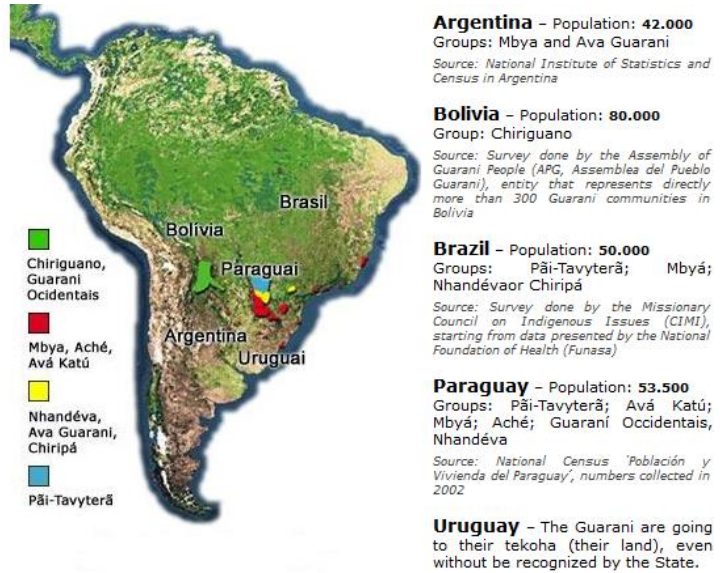 Brasil
Bolívia
Paraguai
Argentina
Uruguai
Chiriguano,
Guarani
Ocidentais
Mbya, Aché,
Avá Katú
Nhandéva,
Ava Guarani,
Chiripá
Pãi-Tavyterã
Argentina – Population: 42.000
Groups: Mbya and Ava Guarani
Source: National Institute of Statistics and
Census in Argentina
Bolivia – Population: 80.000
Group: Chiriguano
Source: Survey done by the Assembly of
Guarani People (APG, Assemblea del Pueblo
Guarani), entity that represents directly
more than 300 Guarani communities in
Bolivia
Brazil – Population: 50.000
Groups: Pãi-Tavyterã; Mbyá;
Nhandévaor Chiripá
Source: Survey done by the Missionary
Council on Indigenous Issues (CIMI),
starting from data presented by the National
Foundation of Health (Funasa)
Paraguay – Population: 53.500
Groups: Pãi-Tavyterã; Avá Katú;
Mbyá; Aché; Guaraní Occidentais,
Nhandéva
Source: National Census ‘Población y
Vivienda del Paraguay’, numbers collected in
2002
Uruguay – The Guarani are going
to their tekoha (their land), even
without be recognized by the State.